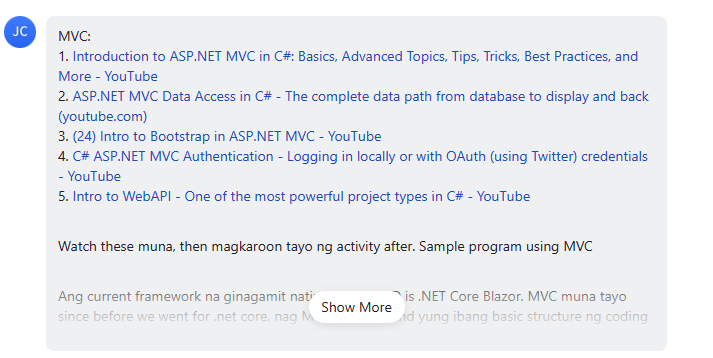 JC
MVC:
1. Introduction to ASP.NET MVC in C#: Basics, Advanced Topics, Tips, Tricks, Best Practices, and
More - YouTube
2. ASP.NET MVC Data Access in C# - The complete data path from database to display and back
(youtube.com)
3. (24) Intro to Bootstrap in ASP.NET MVC - YouTube
4. C# ASP.NET MVC Authentication - Logging in locally or with OAuth (using Twitter) credentials
- YouTube
5. Intro to WebAPI - One of the most powerful project types in C# - YouTube
Watch these muna, then magkaroon tayo ng activity after. Sample program using MVC
Ang current framework na ginagamit is .NET Core Blazor. MVC muna tayo
Show More
since before we went for .net core, nag yung ibang basic structure ng coding